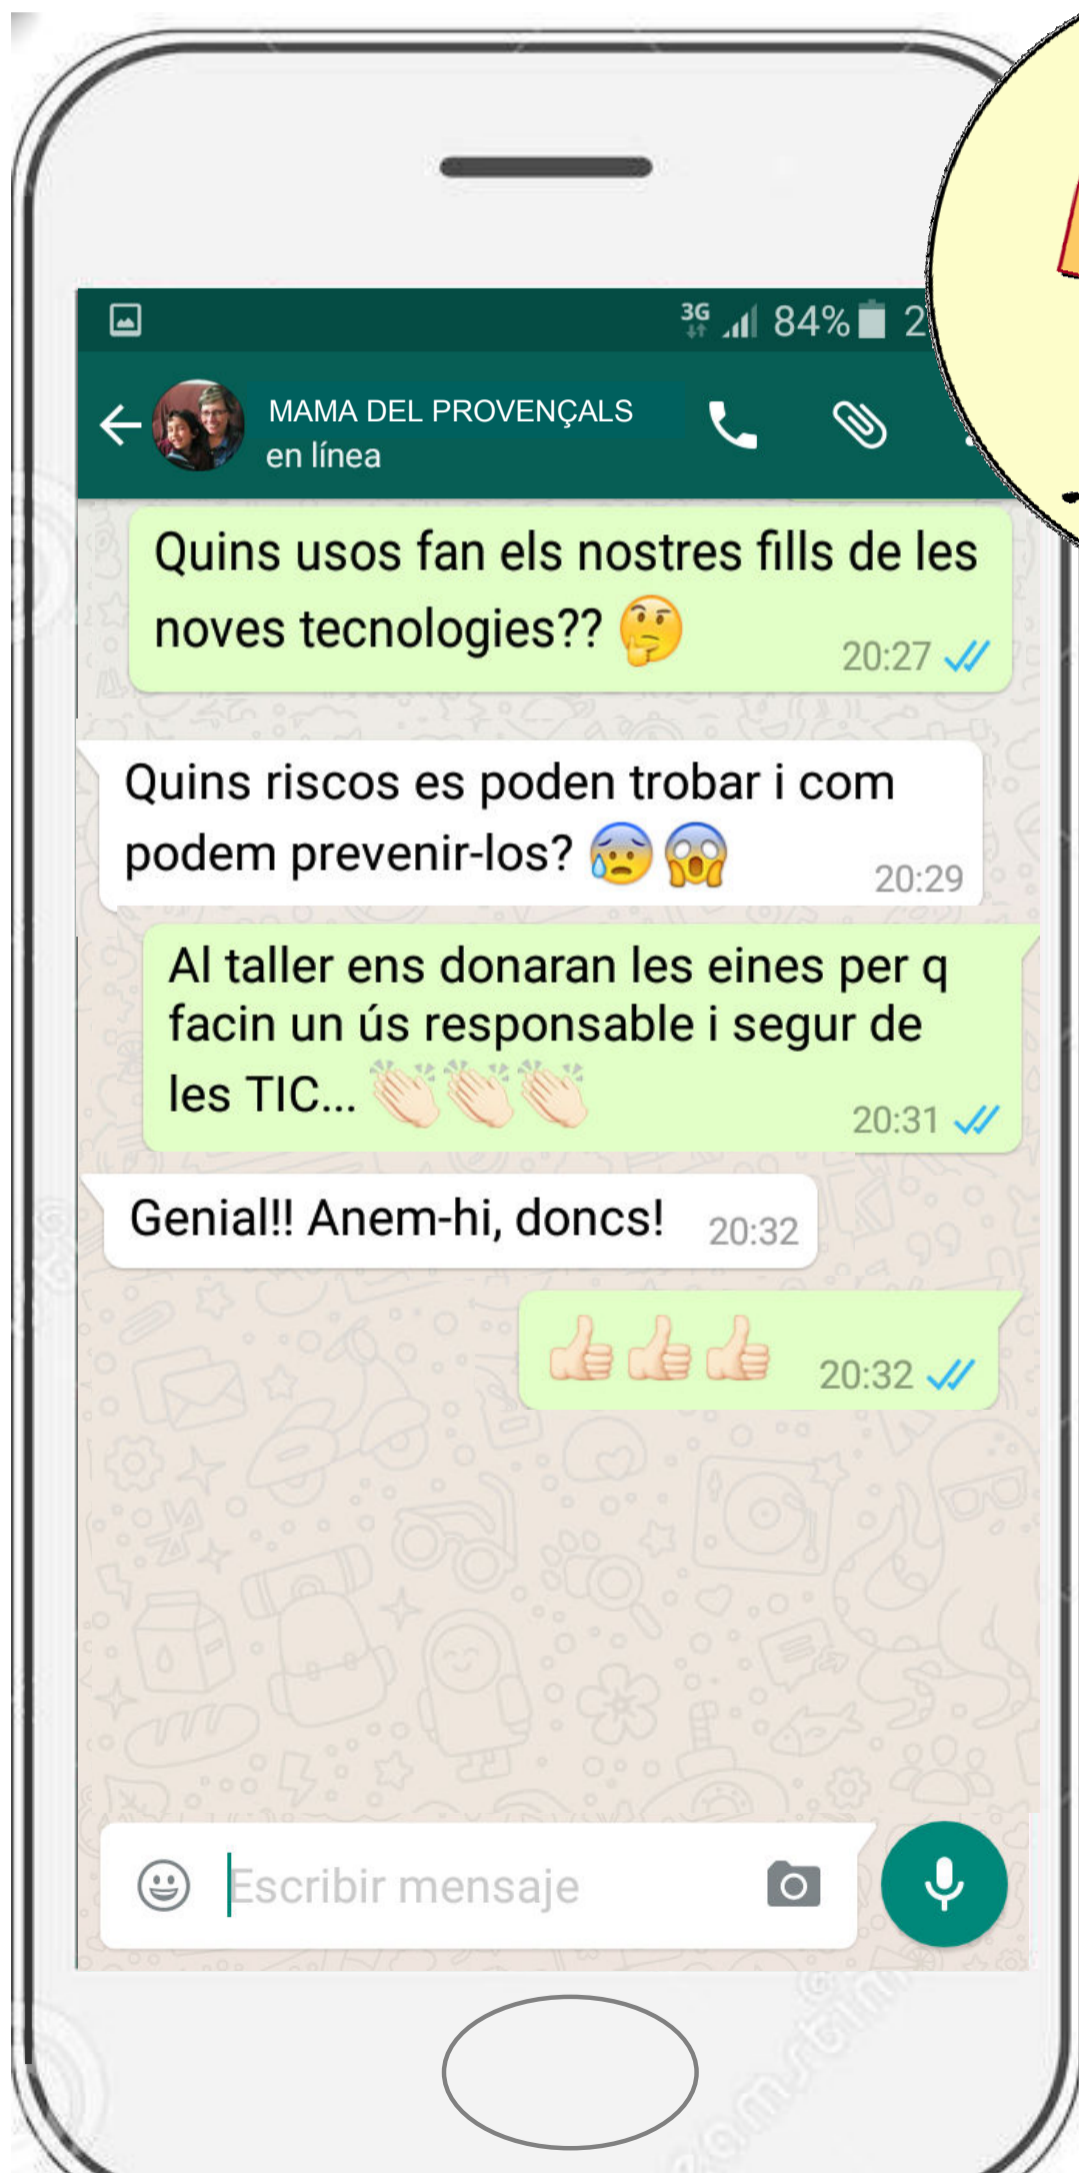 3G 84% 2
MAMA DEL PROVENÇALS
en línea
Quins usos fan els nostres fills de les
noves tecnologies?? 🤔
20:27
Quins riscos es poden trobar i com
podem prevenir-los? 😰😱
20:29
Al taller ens donaran les eines per q
facin un ús responsable i segur de
les TIC... 👏🏻👏🏻👏🏻
20:31
Genial!! Anem-hi, doncs! 20:32
👍🏻👍🏻👍🏻 20:32
Escribir mensaje